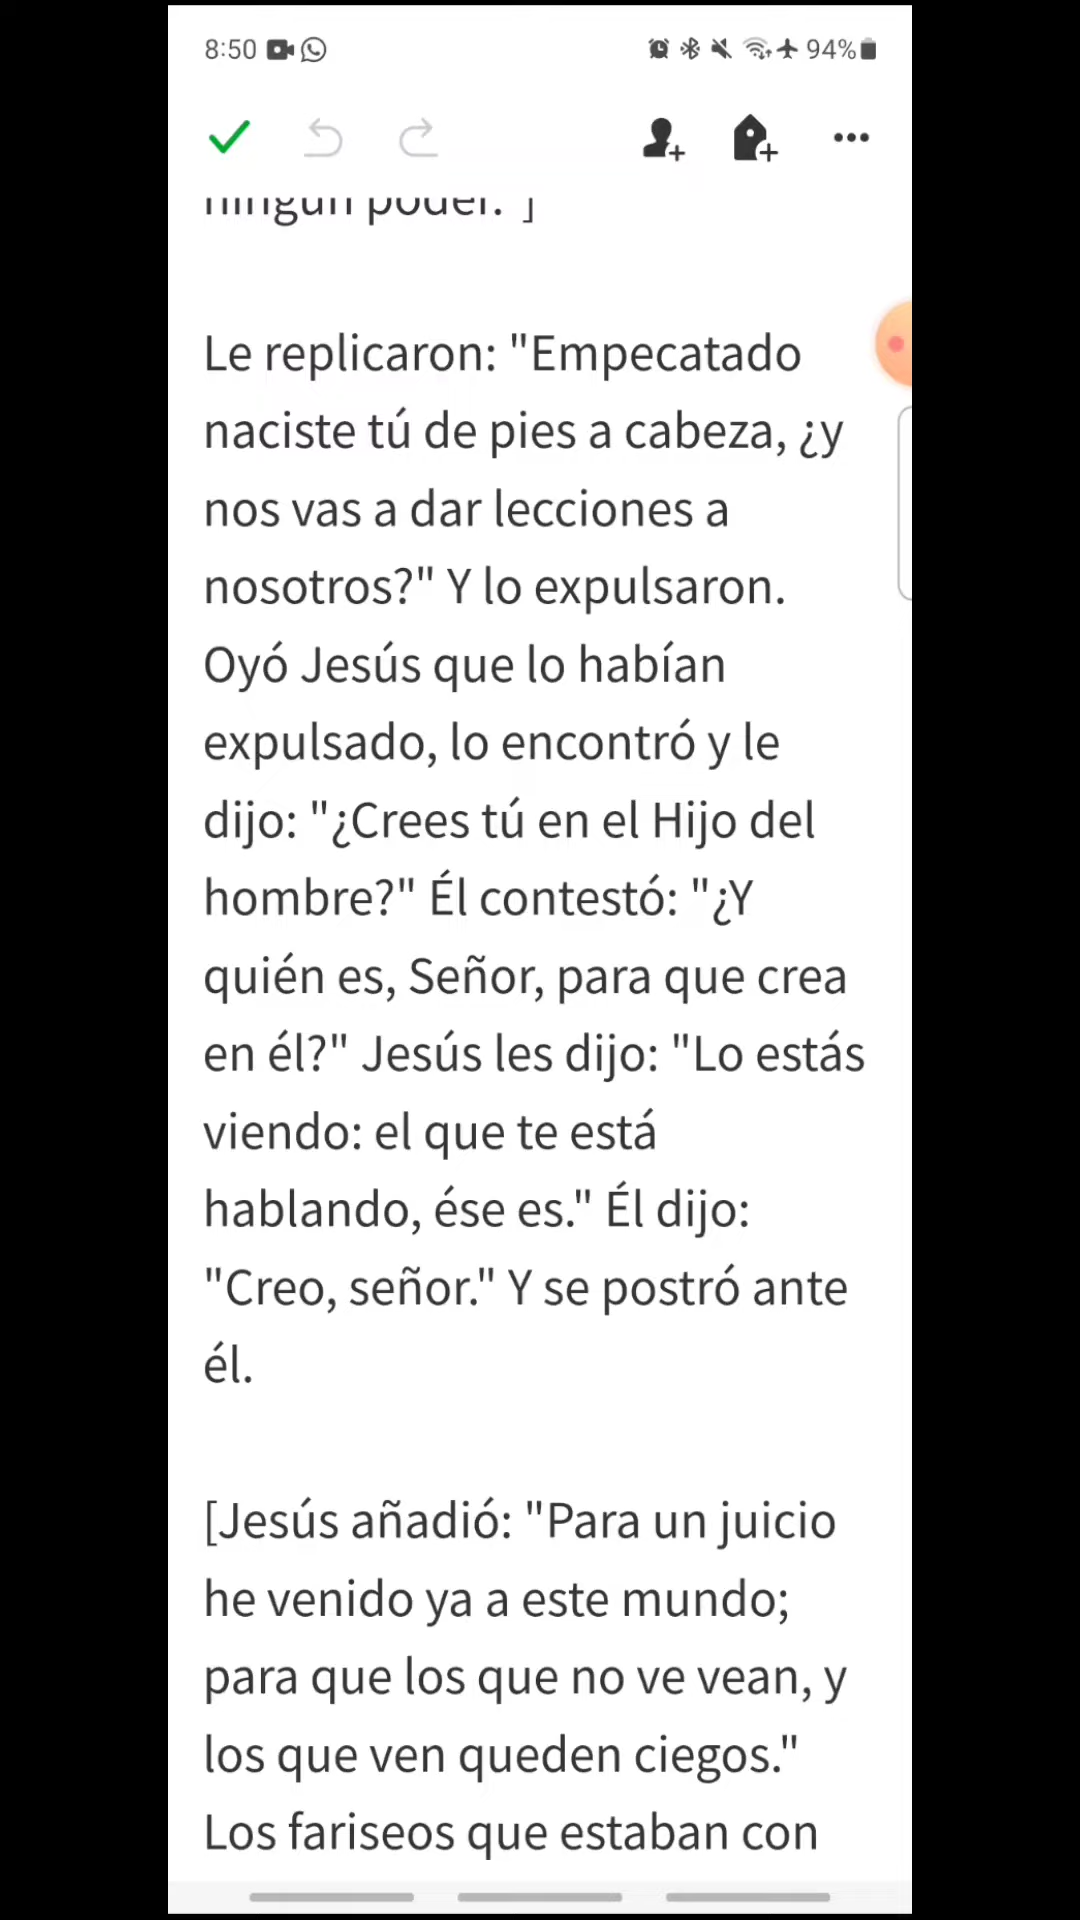 8:50 94%
ningún poder."]
Le replicaron: "Empecatado
naciste tú de pies a cabeza, ¿y
nos vas a dar lecciones a
nosotros?" Y lo expulsaron.
Oyó Jesús que lo habían
expulsado, lo encontró y le
dijo: "¿Crees tú en el Hijo del
hombre?" Él contestó: "¿Y
quién es, Señor, para que crea
en él?" Jesús les dijo: "Lo estás
viendo: el que te está
hablando, ése es." Él dijo:
"Creo, señor." Y se postró ante
él.
[Jesús añadió: "Para un juicio
he venido ya a este mundo;
para que los que no ve vean, y
los que ven queden ciegos."
Los fariseos que estaban con